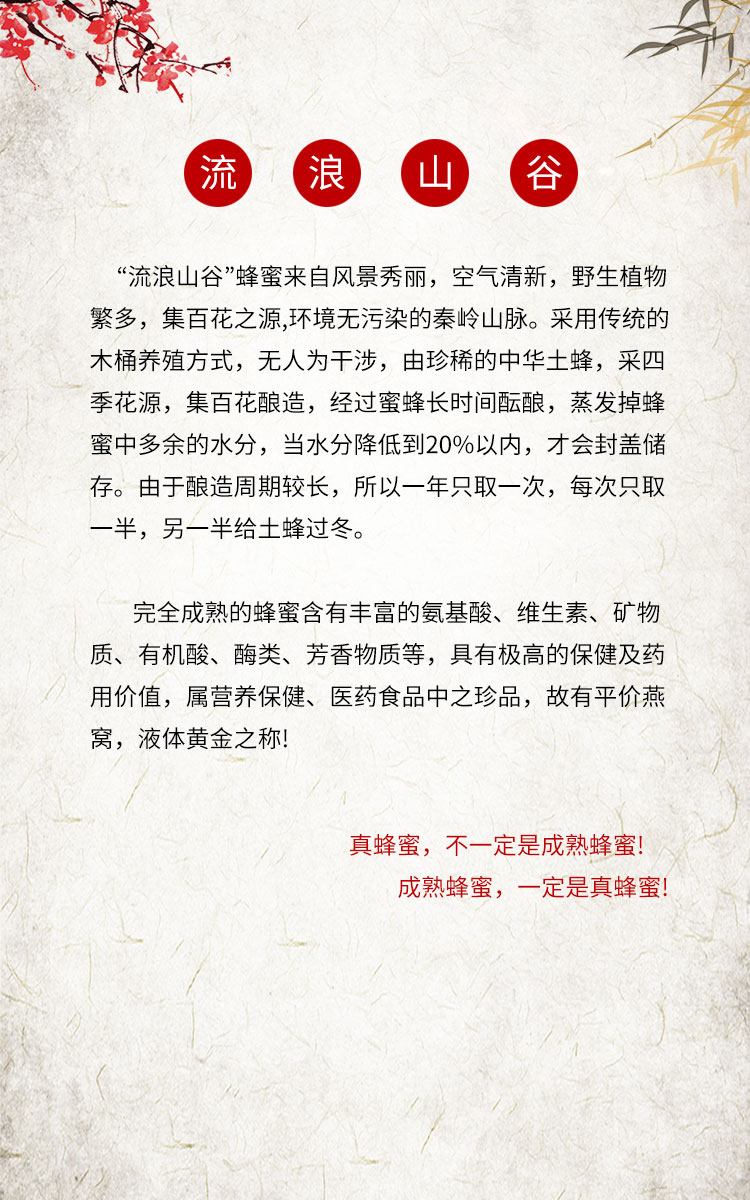 流浪山谷
“流浪山谷”蜂蜜来自风景秀丽，空气清新，野生植物
繁多，集百花之源,环境无污染的秦岭山脉。采用传统的
木桶养殖方式，无人为干涉，由珍稀的中华土蜂，采四
季花源，集百花酿造，经过蜜蜂长时间酝酿，蒸发掉蜂
蜜中多余的水分，当水分降低到20%以内，才会封盖储
存。由于酿造周期较长，所以一年只取一次，每次只取
一半，另一半给土蜂过冬。
完全成熟的蜂蜜含有丰富的氨基酸、维生素、矿物
质、有机酸、酶类、芳香物质等，具有极高的保健及药
用价值，属营养保健、医药食品中之珍品，故有平价燕
窝，液体黄金之称!
真蜂蜜，不一定是成熟蜂蜜!
成熟蜂蜜，一定是真蜂蜜!